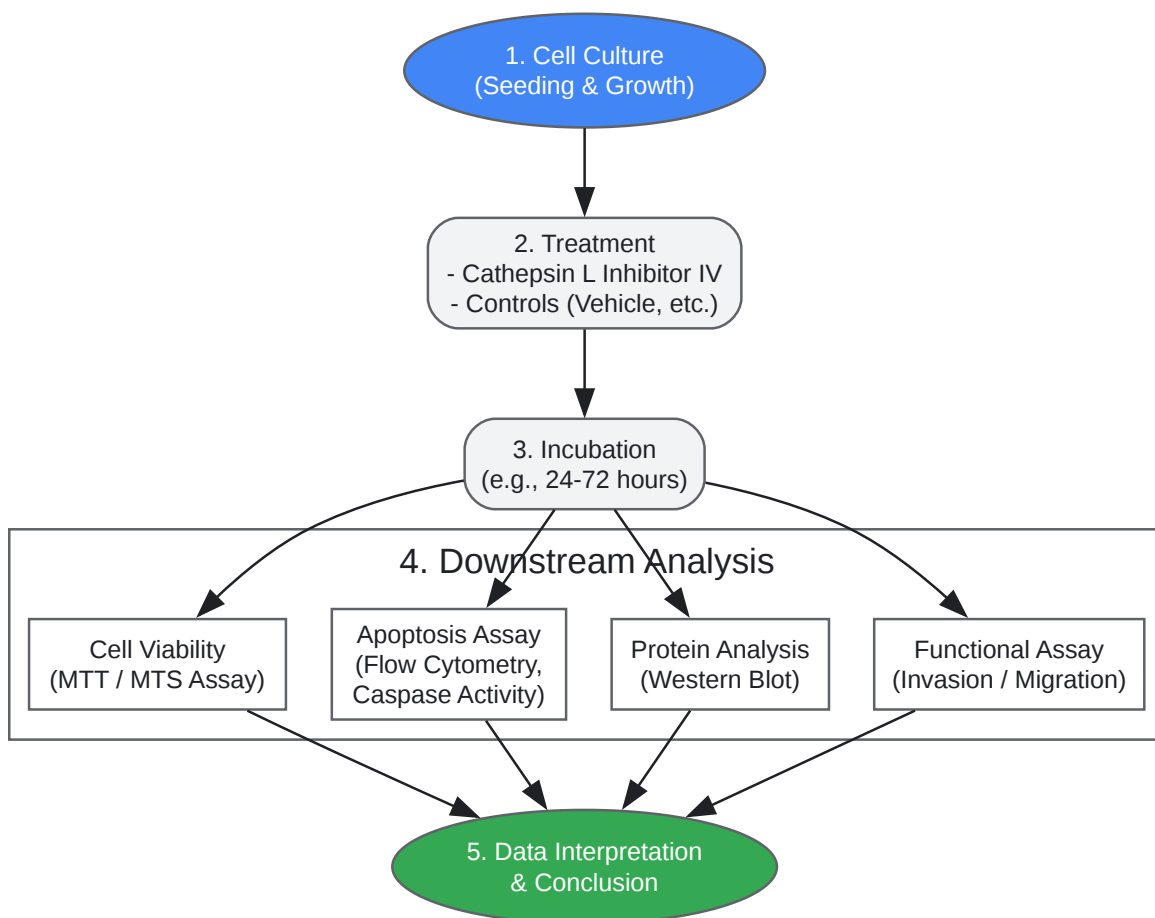 1. Cell Culture
(Seeding & Growth)
2. Treatment
- Cathepsin L Inhibitor IV
- Controls (Vehicle, etc.)
3. Incubation
(e.g., 24-72 hours)
4. Downstream Analysis
Cell Viability
(MTT / MTS Assay)
Apoptosis Assay
(Flow Cytometry,
Caspase Activity)
Protein Analysis
(Western Blot)
Functional Assay
(Invasion / Migration)
5. Data Interpretation
& Conclusion